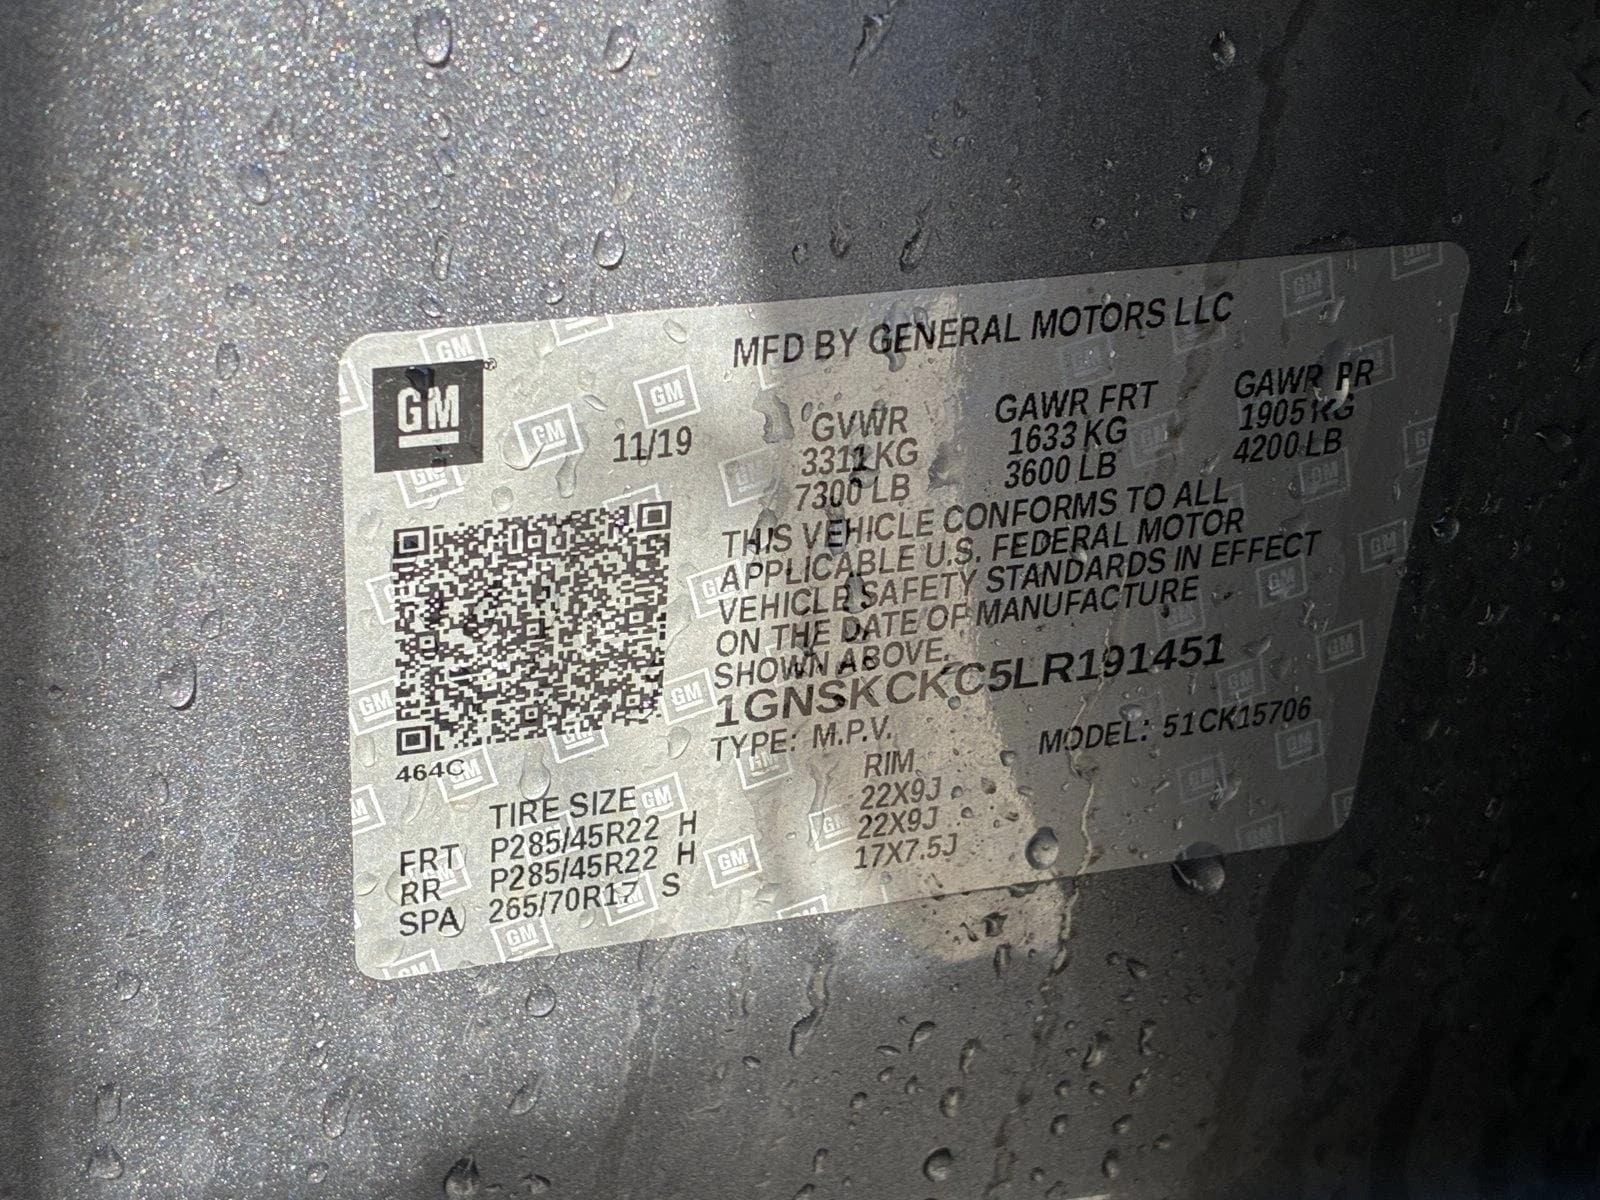 MFD BY GENERAL MOTORS LLC
GM
11/19
GVWR GAWR FRT GAWR RR
3311 KG 1633 KG 1905 KG
7300 LB 3600 LB 4200 LB
THIS VEHICLE CONFORMS TO ALL
APPLICABLE U.S. FEDERAL MOTOR
VEHICLE SAFETY STANDARDS IN EFFECT
ON THE DATE OF MANUFACTURE
SHOWN ABOVE.
1GNSKCKC5LR191451
TYPE: M.P.V. MODEL: 51CK15706
464C
TIRE SIZE RIM
FRT P285/45R22 H 22X9J
RR P285/45R22 H 22X9J
SPA 265/70R17 S 17X7.5J